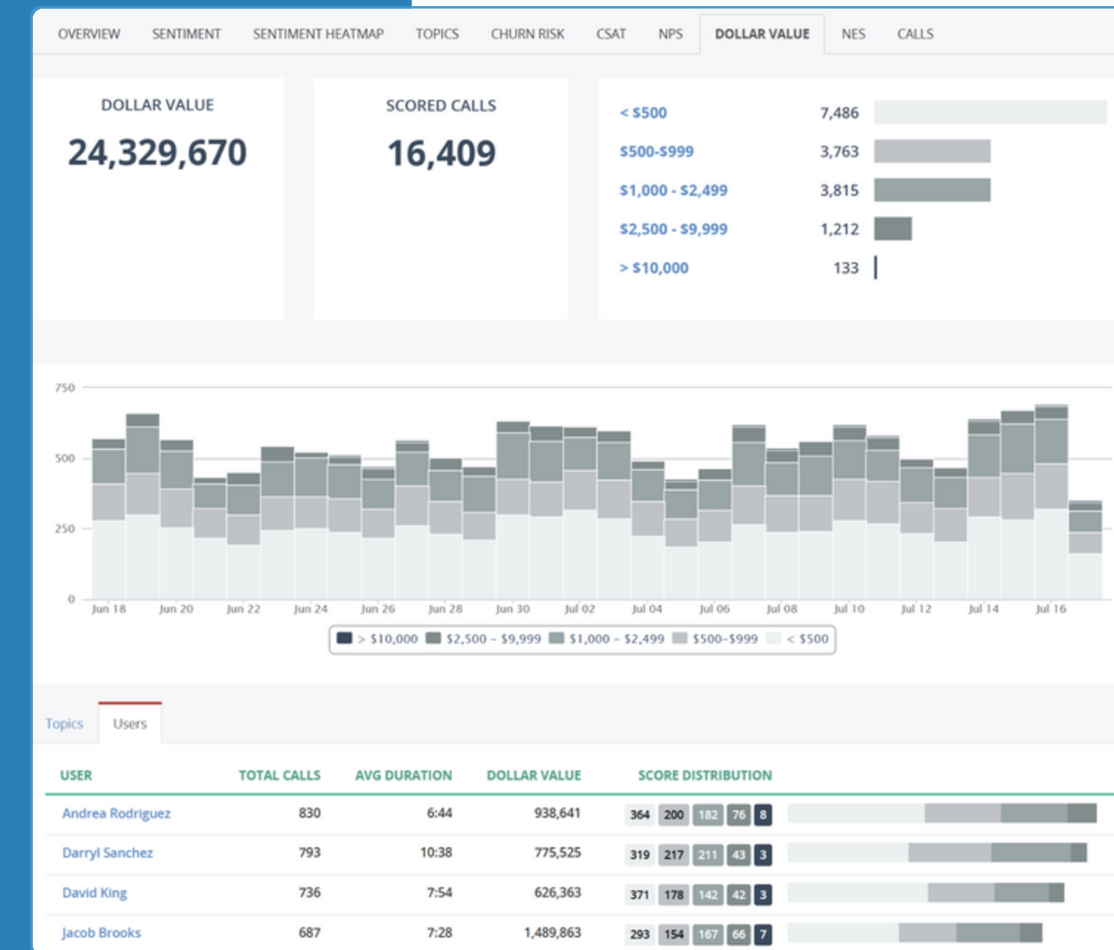 OVERVIEW SENTIMENT SENTIMENT HEATMAP TOPICS CHURN RISK CSAT NPS DOLLAR VALUE NES CALLS
DOLLAR VALUE
24,329,670
SCORED CALLS
16,409
< $500 7,486
$500-$999 3,763
$1,000 - $2,499 3,815
$2,500 - $9,999 1,212
> $10,000 133
750
500
250
0
Jun 18 Jun 20 Jun 22 Jun 24 Jun 26 Jun 28 Jun 30 Jul 02 Jul 04 Jul 06 Jul 08 Jul 10 Jul 12 Jul 14 Jul 16
> $10,000 $2,500 - $9,999 $1,000 - $2,499 $500-$999 < $500
Topics Users
USER TOTAL CALLS AVG DURATION DOLLAR VALUE SCORE DISTRIBUTION
Andrea Rodriguez 830 6:44 938,641 364 200 182 76 8
Darryl Sanchez 793 10:38 775,525 319 217 211 43 3
David King 736 7:54 626,363 371 178 142 42 3
Jacob Brooks 687 7:28 1,489,863 293 154 167 66 7